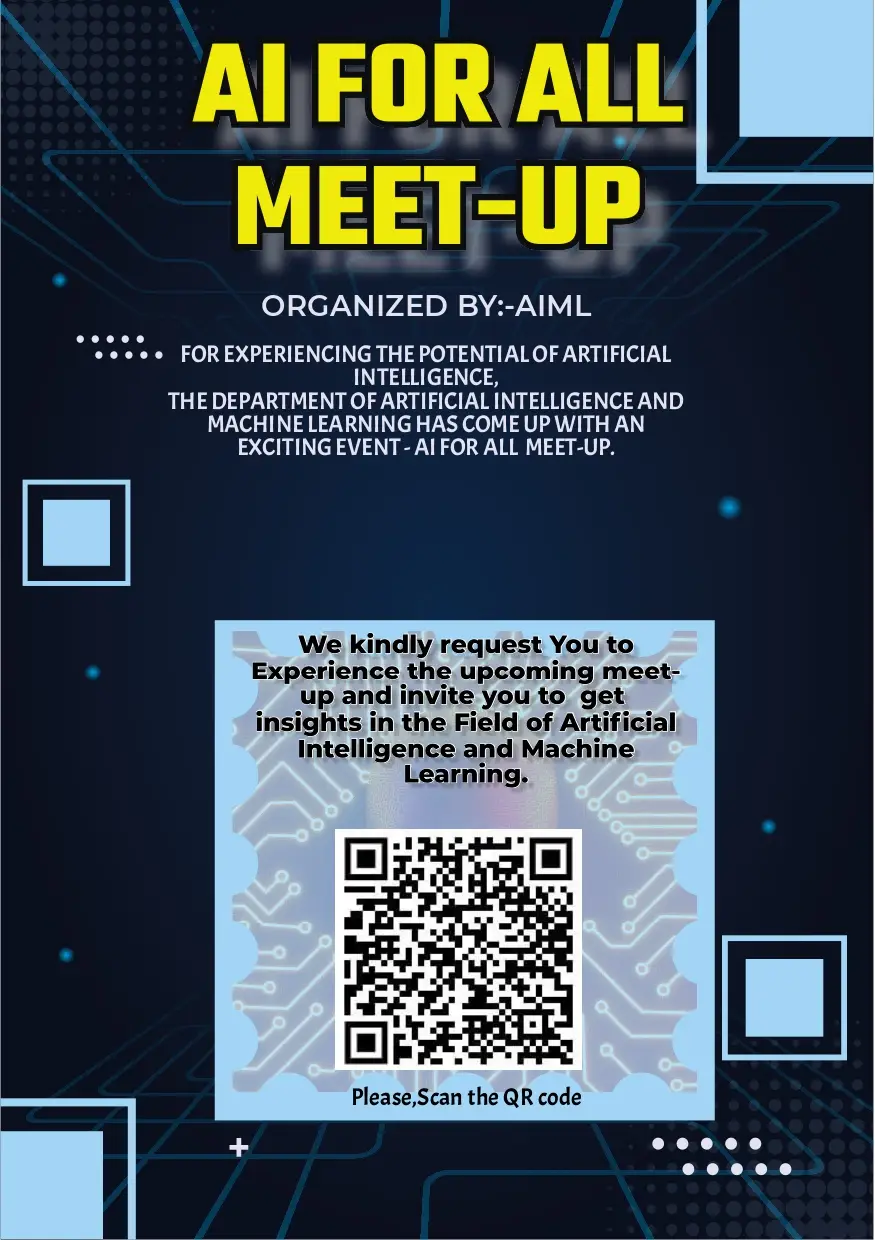 AI FOR ALL
MEET-UP
ORGANIZED BY:-AIML
FOR EXPERIENCING THE POTENTIAL OF ARTIFICIAL
INTELLIGENCE,
THE DEPARTMENT OF ARTIFICIAL INTELLIGENCE AND
MACHINE LEARNING HAS COME UP WITH AN
EXCITING EVENT - AI FOR ALL MEET-UP.
We kindly request You to
Experience the upcoming meet-
up and invite you to get
insights in the Field of Artificial
Intelligence and Machine
Learning.
Please,Scan the QR code